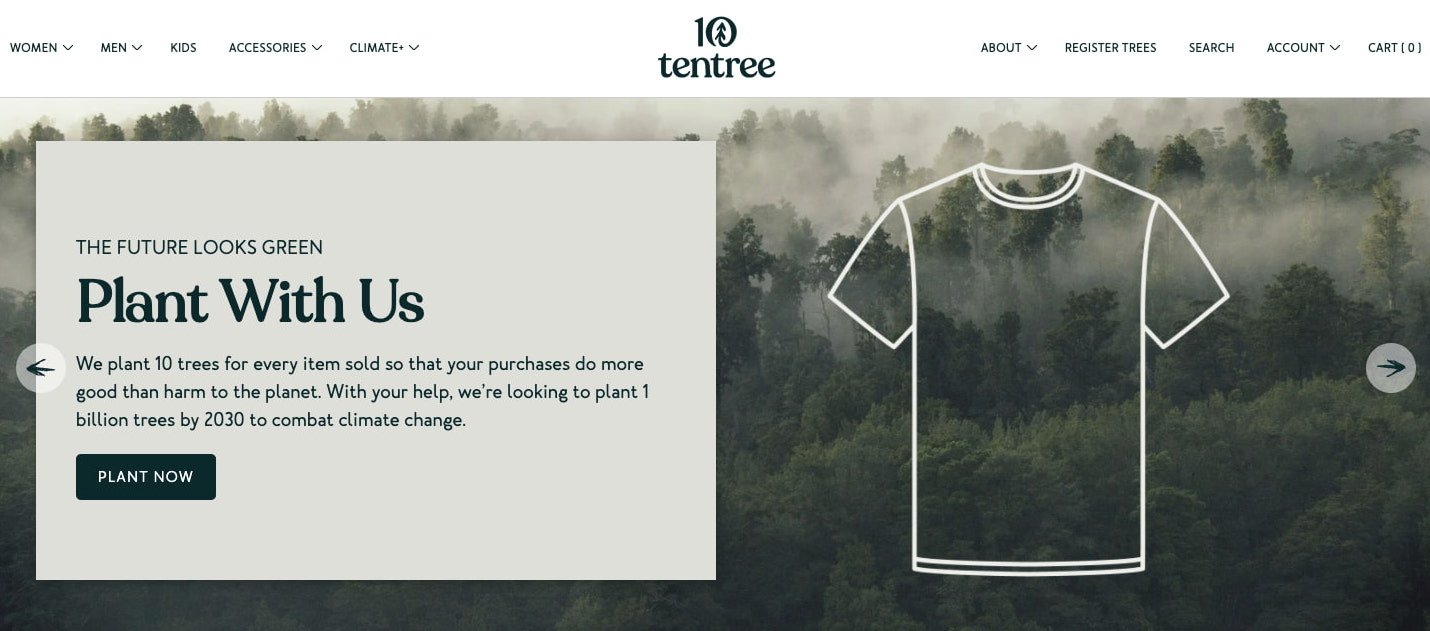 WOMEN MEN KIDS ACCESSORIES CLIMATE+
10
tentree
ABOUT REGISTER TREES SEARCH ACCOUNT CART ( 0 )
THE FUTURE LOOKS GREEN
Plant With Us
We plant 10 trees for every item sold so that your purchases do more
good than harm to the planet. With your help, we’re looking to plant 1
billion trees by 2030 to combat climate change.
PLANT NOW